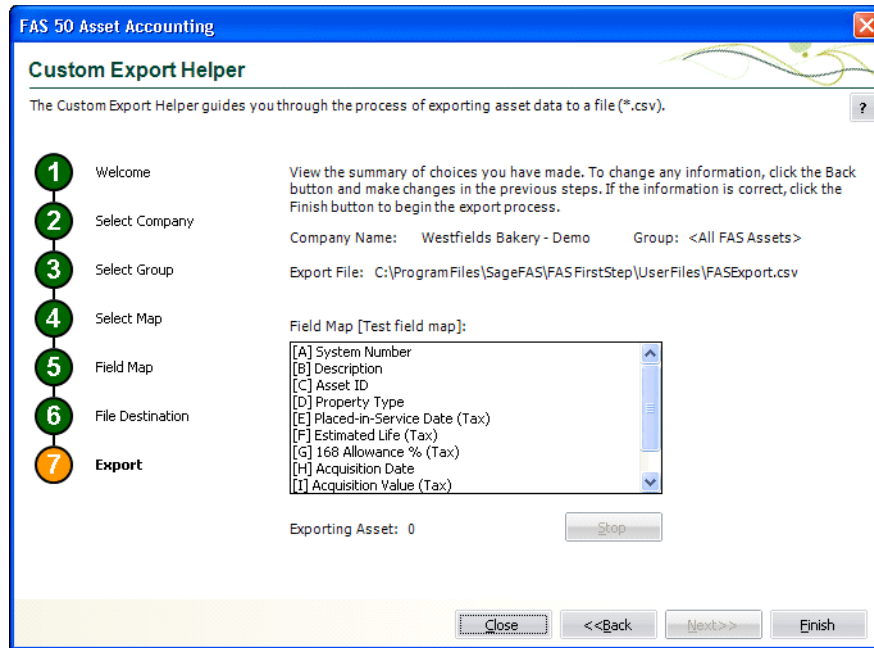 FAS 50 Asset Accounting
Custom Export Helper
The Custom Export Helper guides you through the process of exporting asset data to a file (*.csv).
?
1 Welcome
2 Select Company
3 Select Group
4 Select Map
5 Field Map
6 File Destination
7 Export
View the summary of choices you have made. To change any information, click the Back
button and make changes in the previous steps. If the information is correct, click the
Finish button to begin the export process.
Company Name: Westfields Bakery - Demo Group: <All FAS Assets>
Export File: C:\ProgramFiles\SageFAS\FASFirstStep\UserFiles\FASExport.csv
Field Map [Test field map]:
[A] System Number
[B] Description
[C] Asset ID
[D] Property Type
[E] Placed-in-Service Date (Tax)
[F] Estimated Life (Tax)
[G] 168 Allowance % (Tax)
[H] Acquisition Date
[I] Acquisition Value (Tax)
Exporting Asset: 0 Stop
Close <<Back Next>> Finish